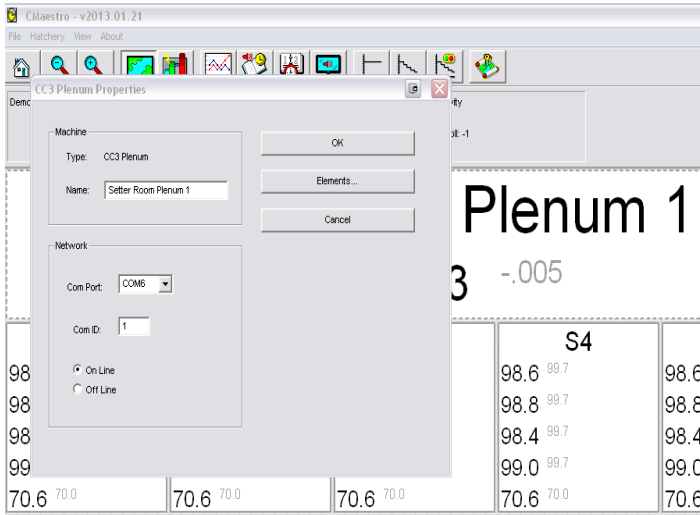 CMaestro - v2013.01.21
File Hatchery View About
CC3 Plenum Properties
Demo
vity
oll: -1
Machine
Type: CC3 Plenum
Name: Setter Room Plenum 1
OK
Elements...
Cancel
Plenum 1
3 -.005
Network
Com Port: COM6
Com ID: 1
On Line
Off Line
S4
98 98.6 99.7 98.6
98 98.8 99.7 98.8
98 98.4 99.7 98.4
99 99.0 99.7 99.0
70.6 70.0 70.6 70.0 70.6 70.0 70.6 70.0 70.6